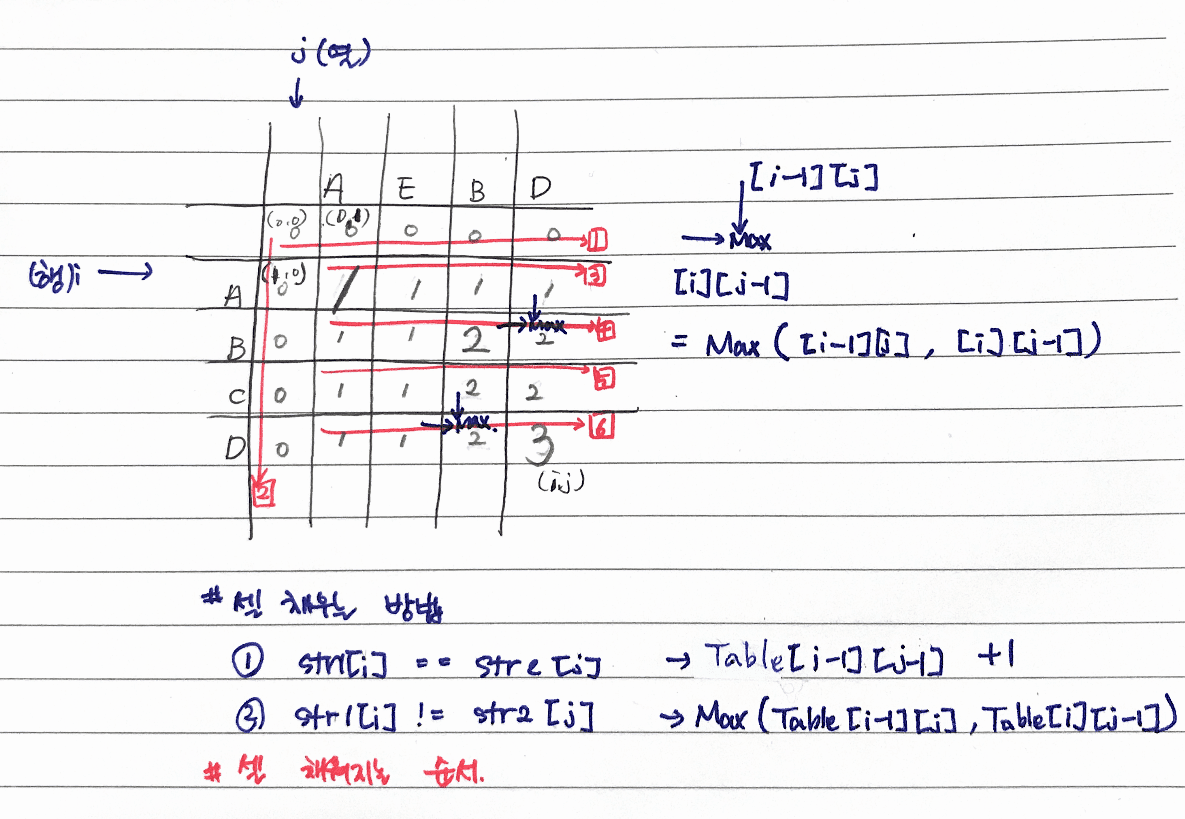 j (열)
↓
A E B D
[i-1][j]
(0,0) 0 (0,1) 0 0 0 0 → 1
→ Max
(행)i →
A (1,0) 0 1 1 1 1 3
[i][j-1]
B 0 1 1 2 → Max 2 → 4
= Max ( [i-1][j] , [i][j-1] )
C 0 1 1 2 2 → 5
D 0 1 1 → Max. 2 3 → 6
2
(i,j)
# 셀 채우는 방법
① str1[i] == str2[j] → Table[i-1][j-1] +1
③ str1[i] != str2[j] → Max (Table[i-1][j], Table[i][j-1])
# 셀 채워지는 순서.